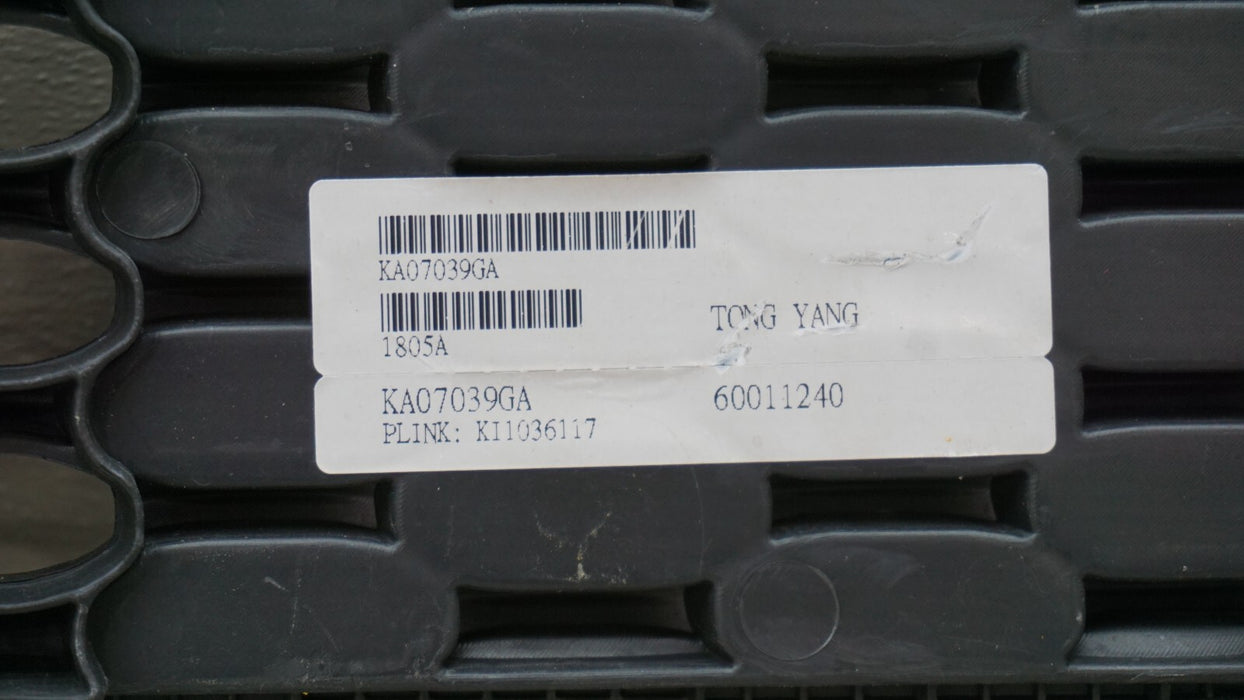 KA07039GA
1805A
TONG YANG
KA07039GA
60011240
PLINK: KI1036117